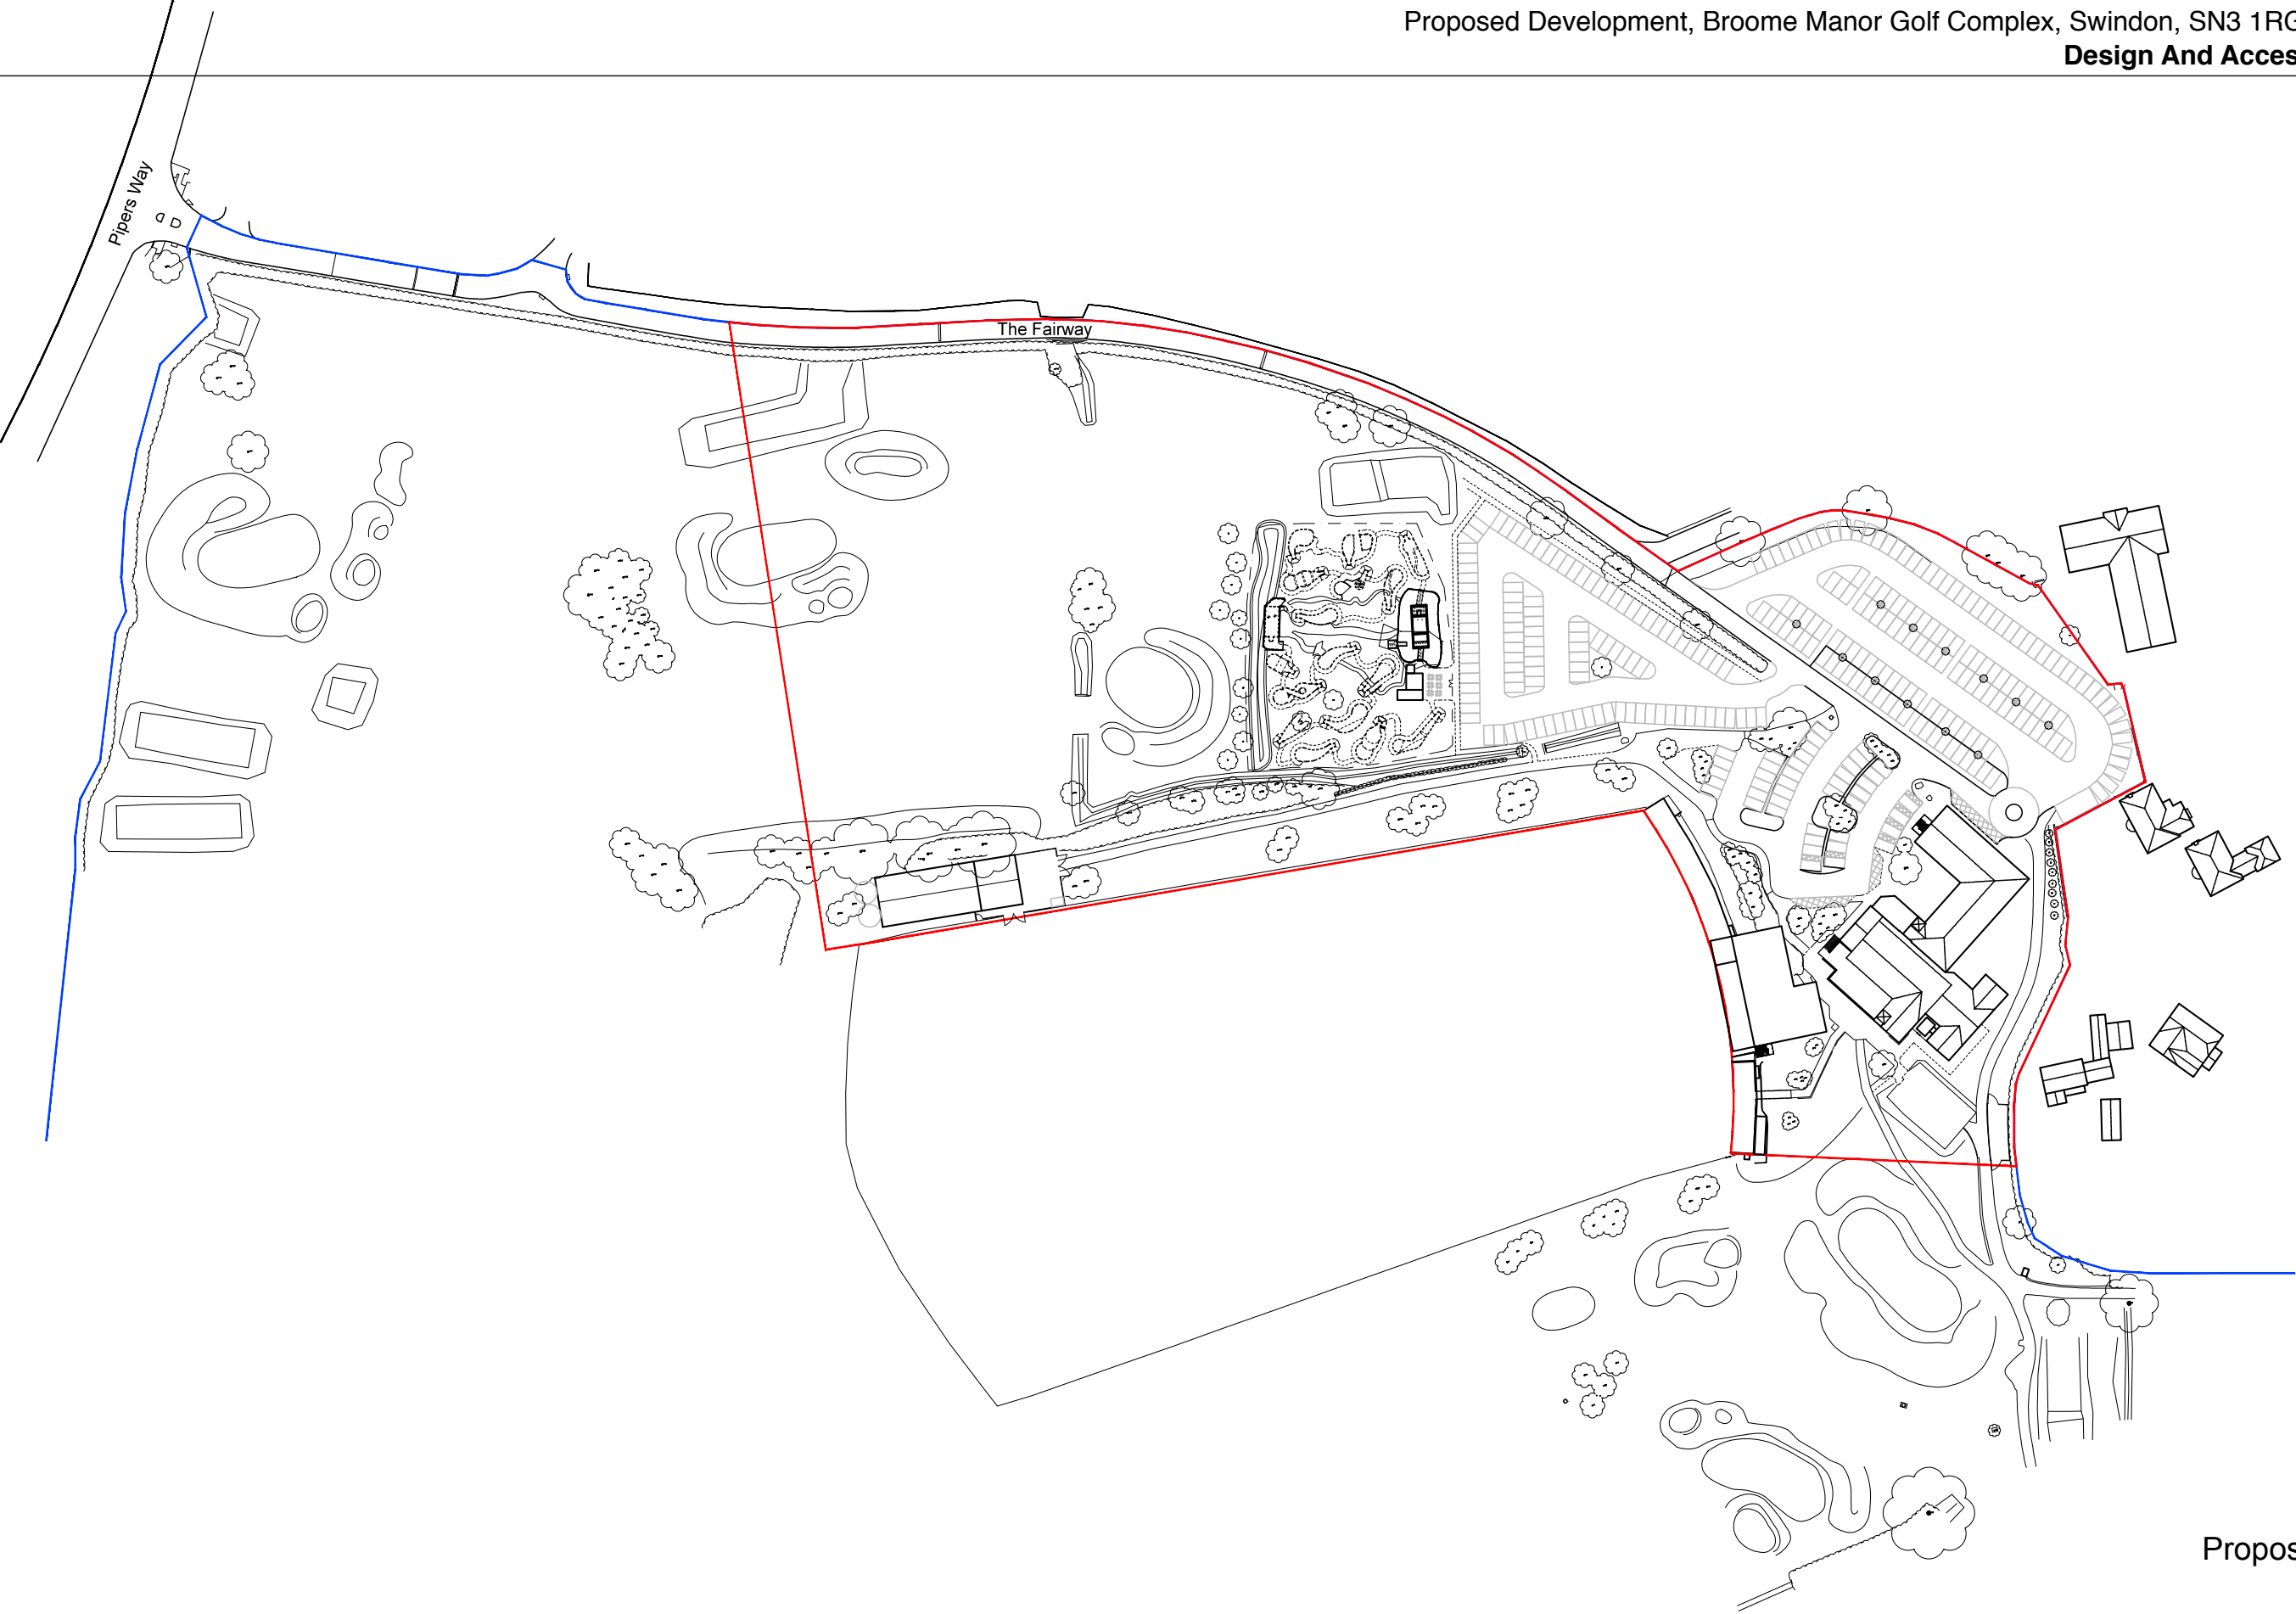 Proposed Development, Broome Manor Golf Complex, Swindon, SN3 1RG
Design And Acces
Pipers Way
The Fairway
Propos